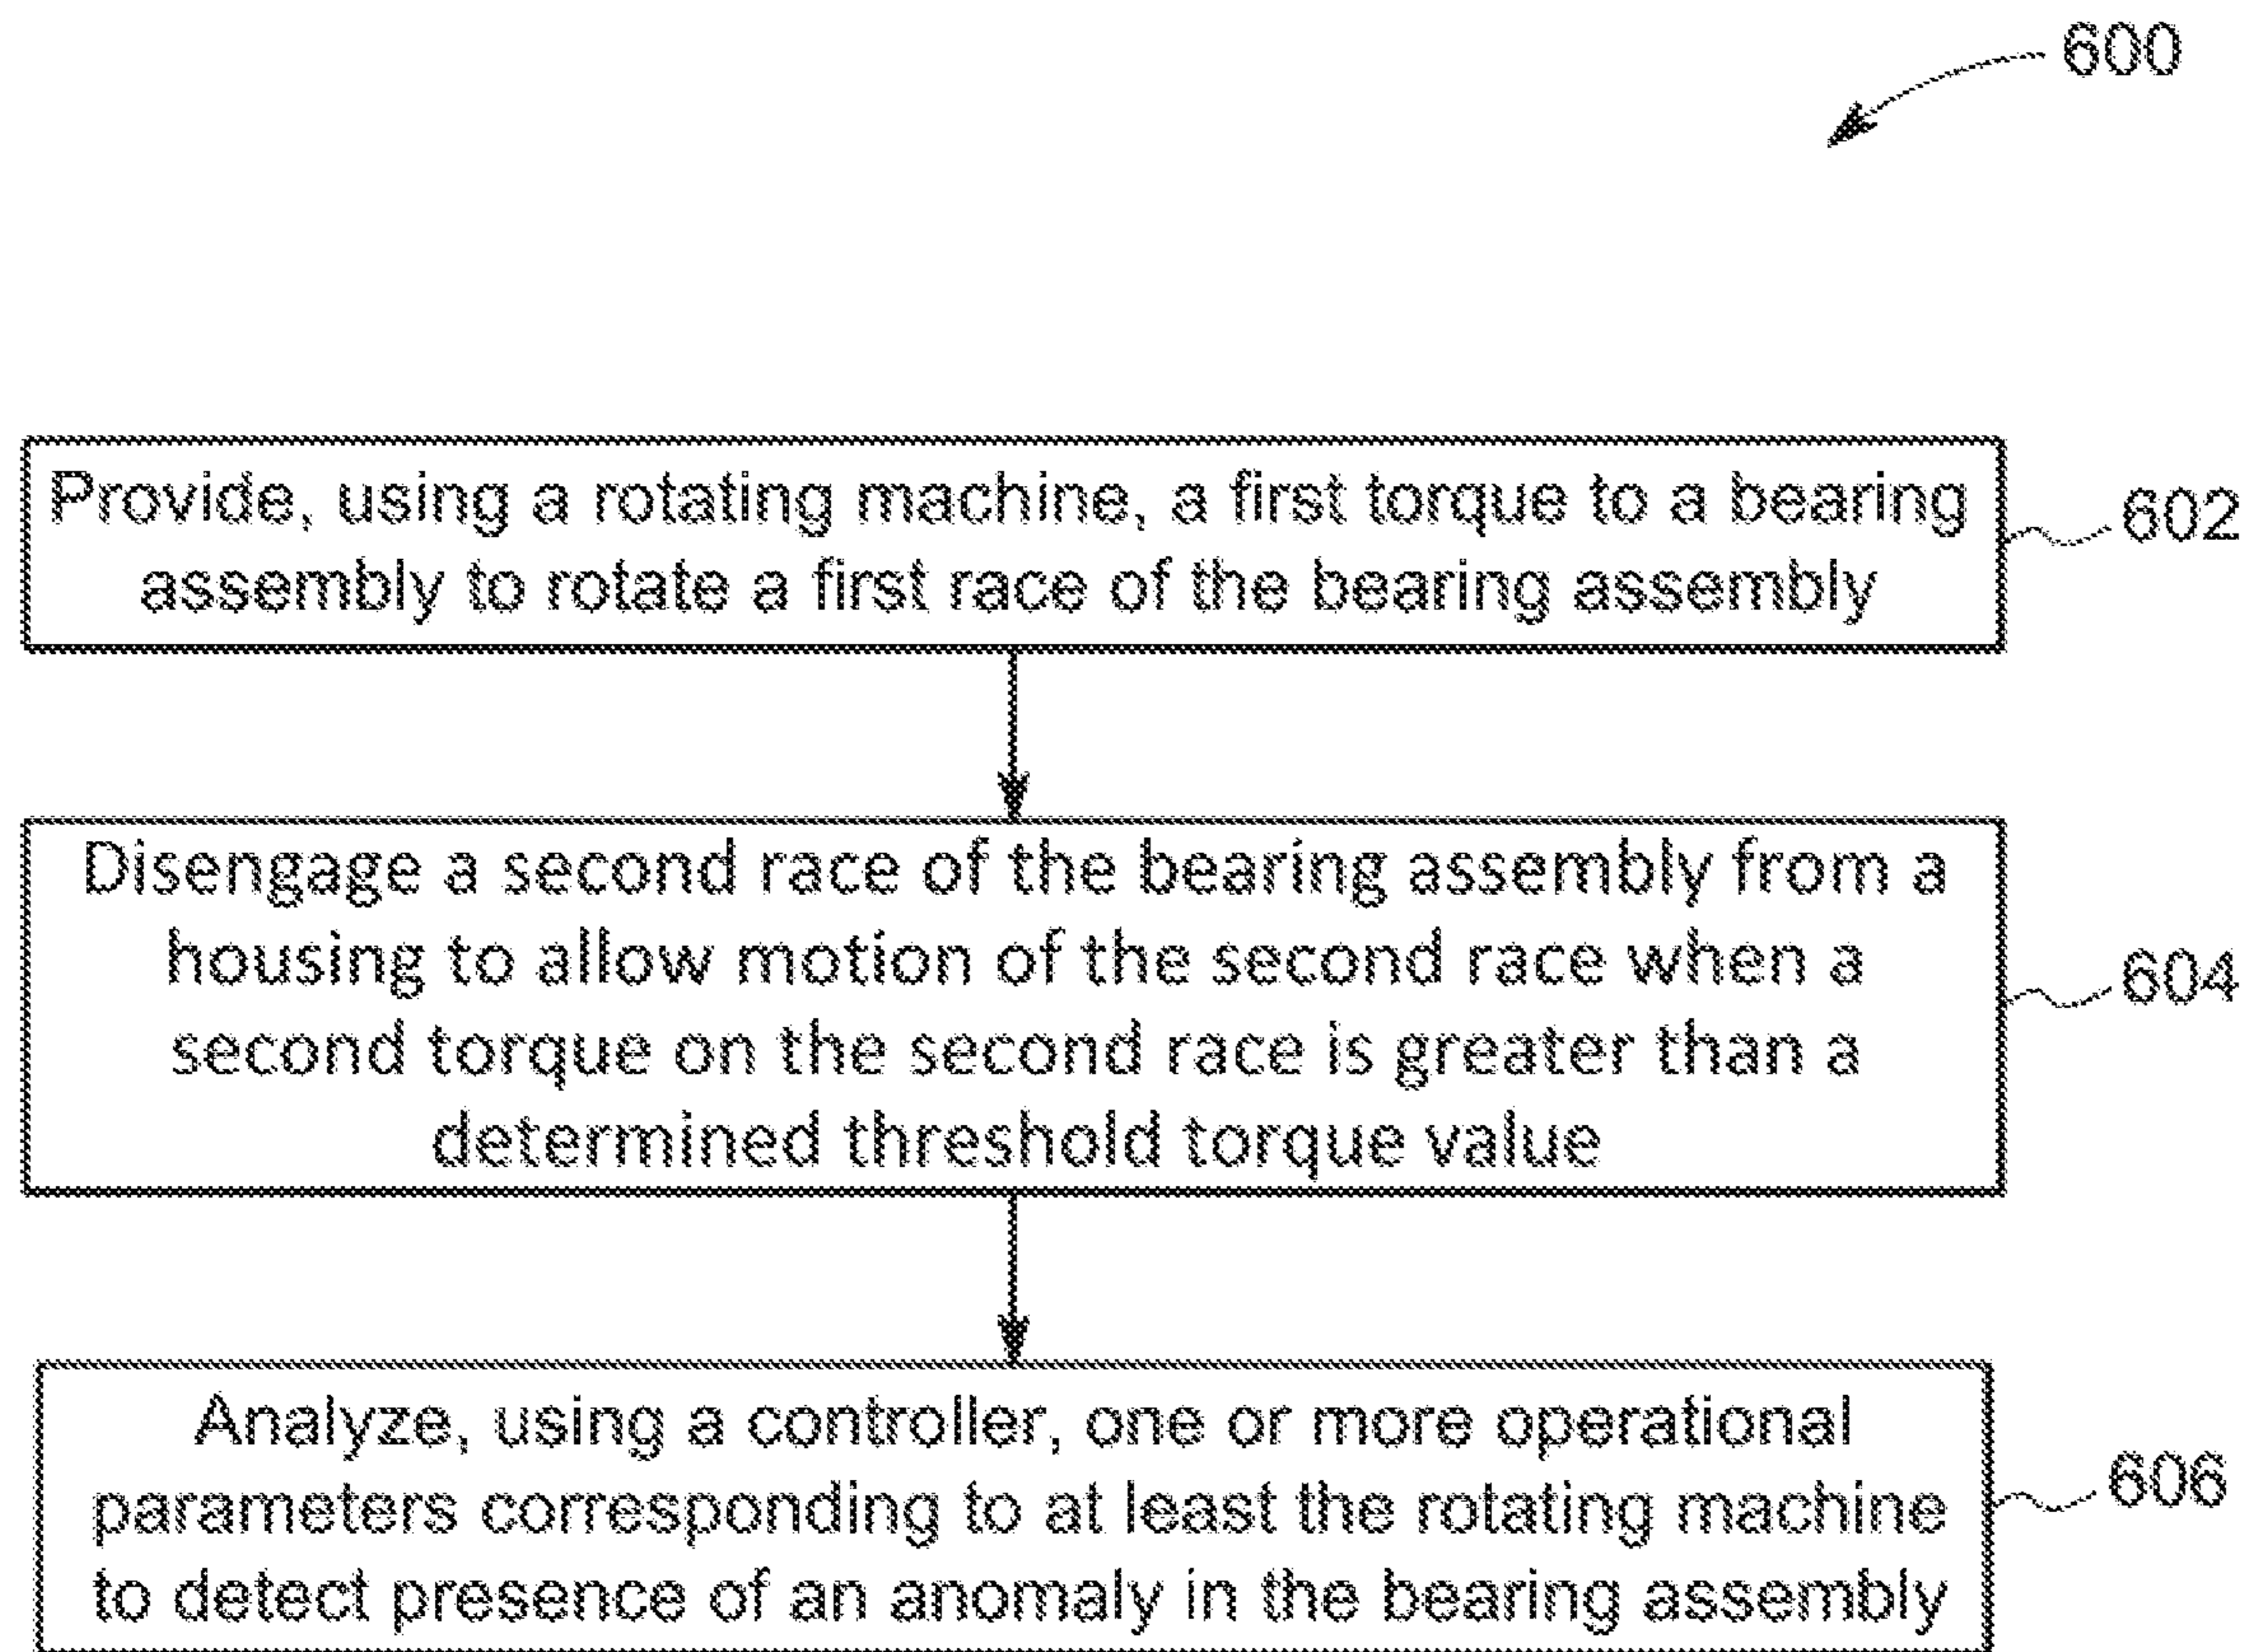 600
Provide, using a rotating machine, a first torque to a bearing
assembly to rotate a first race of the bearing assembly
602
Disengage a second race of the bearing assembly from a
housing to allow motion of the second race when a
second torque on the second race is greater than a
determined threshold torque value
604
Analyze, using a controller, one or more operational
parameters corresponding to at least the rotating machine
to detect presence of an anomaly in the bearing assembly
606